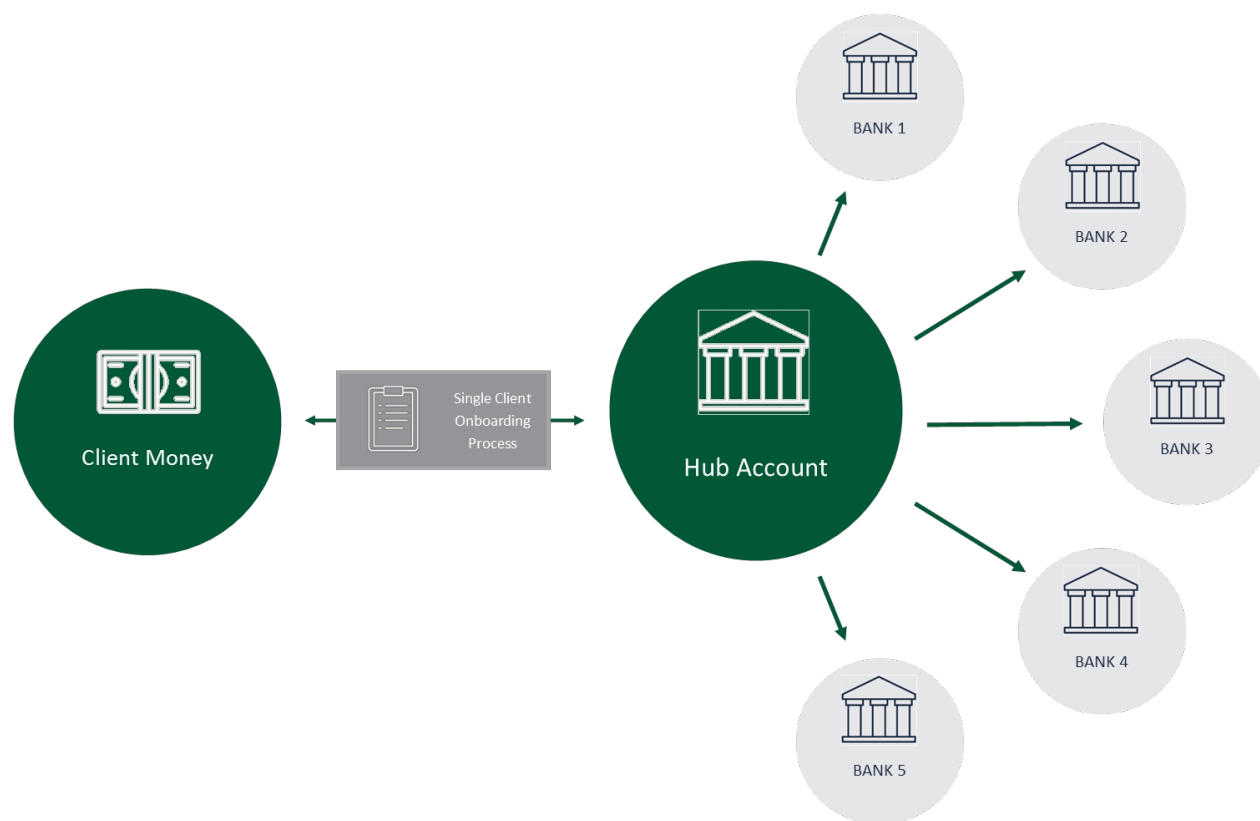 Client Money
Single Client
Onboarding
Process
Hub Account
BANK 1
BANK 2
BANK 3
BANK 4
BANK 5